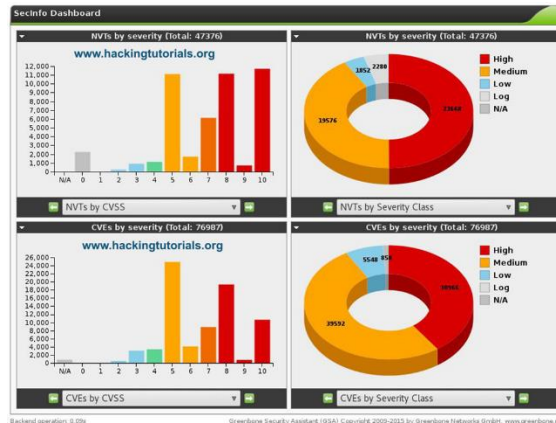 SecInfo Dashboard
NVTs by severity (Total: 47376)
www.hackingtutorials.org
12,000
11,000
10,000
9,000
8,000
7,000
6,000
5,000
4,000
3,000
2,000
1,000
0
N/A 0 1 2 3 4 5 6 7 8 9 10
NVTs by CVSS
NVTs by severity (Total: 47376)
1852
2280
19576
High
Medium
Low
Log
N/A
NVTs by Severity Class
CVEs by severity (Total: 76987)
www.hackingtutorials.org
26,000
24,000
22,000
20,000
18,000
16,000
14,000
12,000
10,000
8,000
6,000
4,000
2,000
0
N/A 0 1 2 3 4 5 6 7 8 9 10
CVEs by CVSS
CVEs by severity (Total: 76987)
5548
39592
High
Medium
Low
Log
N/A
CVEs by Severity Class
Backend operation: 0.09s
Greenbone Security Assistant (GSA) Copyright 2009-2015 by Greenbone Networks GmbH, www.greenbone